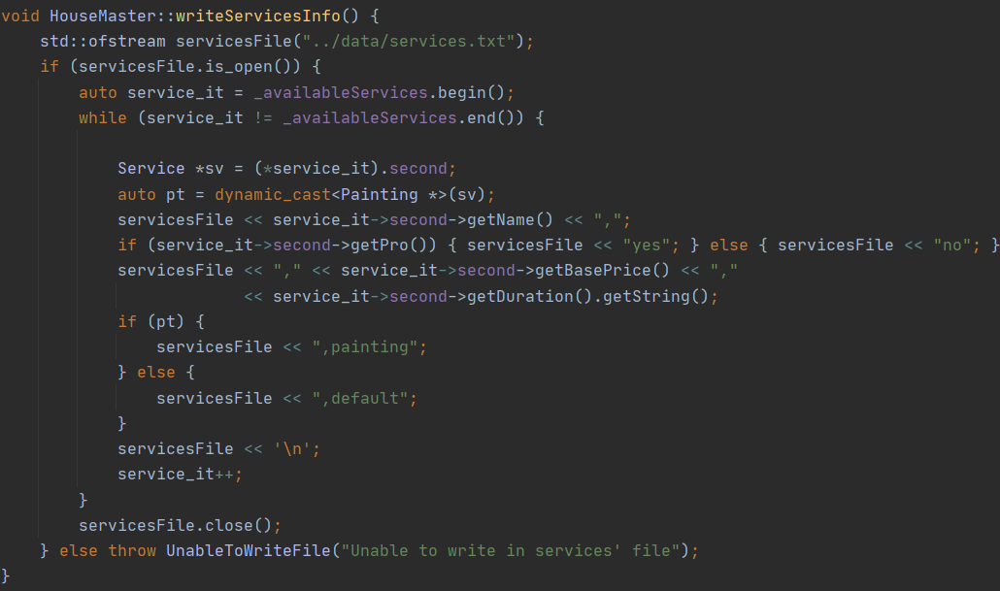 void HouseMaster::writeServicesInfo() {
    std::ofstream servicesFile("../data/services.txt");
    if (servicesFile.is_open()) {
        auto service_it = _availableServices.begin();
        while (service_it != _availableServices.end()) {

            Service *sv = (*service_it).second;
            auto pt = dynamic_cast<Painting *>(sv);
            servicesFile << service_it->second->getName() << ",";
            if (service_it->second->getPro()) { servicesFile << "yes"; } else { servicesFile << "no"; }
            servicesFile << "," << service_it->second->getBasePrice() << ","
                         << service_it->second->getDuration().getString();
            if (pt) {
                servicesFile << ",painting";
            } else {
                servicesFile << ",default";
            }
            servicesFile << '\n';
            service_it++;
        }
        servicesFile.close();
    } else throw UnableToWriteFile("Unable to write in services' file");
}